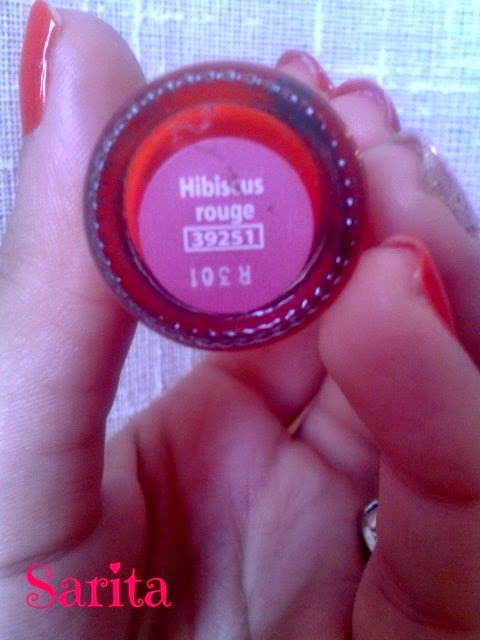 Hibiscus
rouge
39251
R 301
Sarita